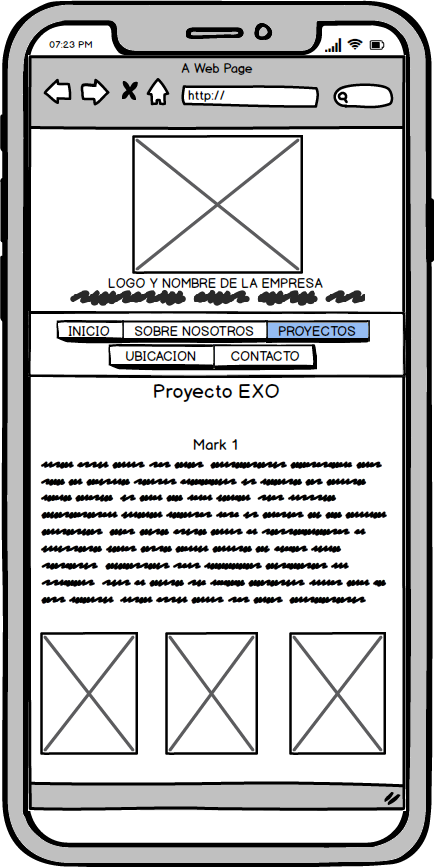 07:23 PM
A Web Page
http://
LOGO Y NOMBRE DE LA EMPRESA
INICIO SOBRE NOSOTROS PROYECTOS
UBICACION CONTACTO
Proyecto EXO
Mark 1